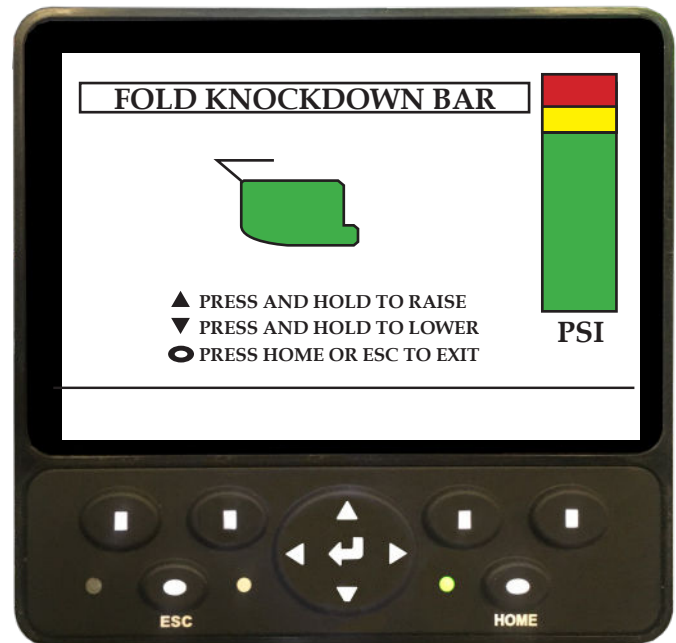 FOLD KNOCKDOWN BAR
▲ PRESS AND HOLD TO RAISE
▼ PRESS AND HOLD TO LOWER
PRESS HOME OR ESC TO EXIT
PSI
ESC
HOME